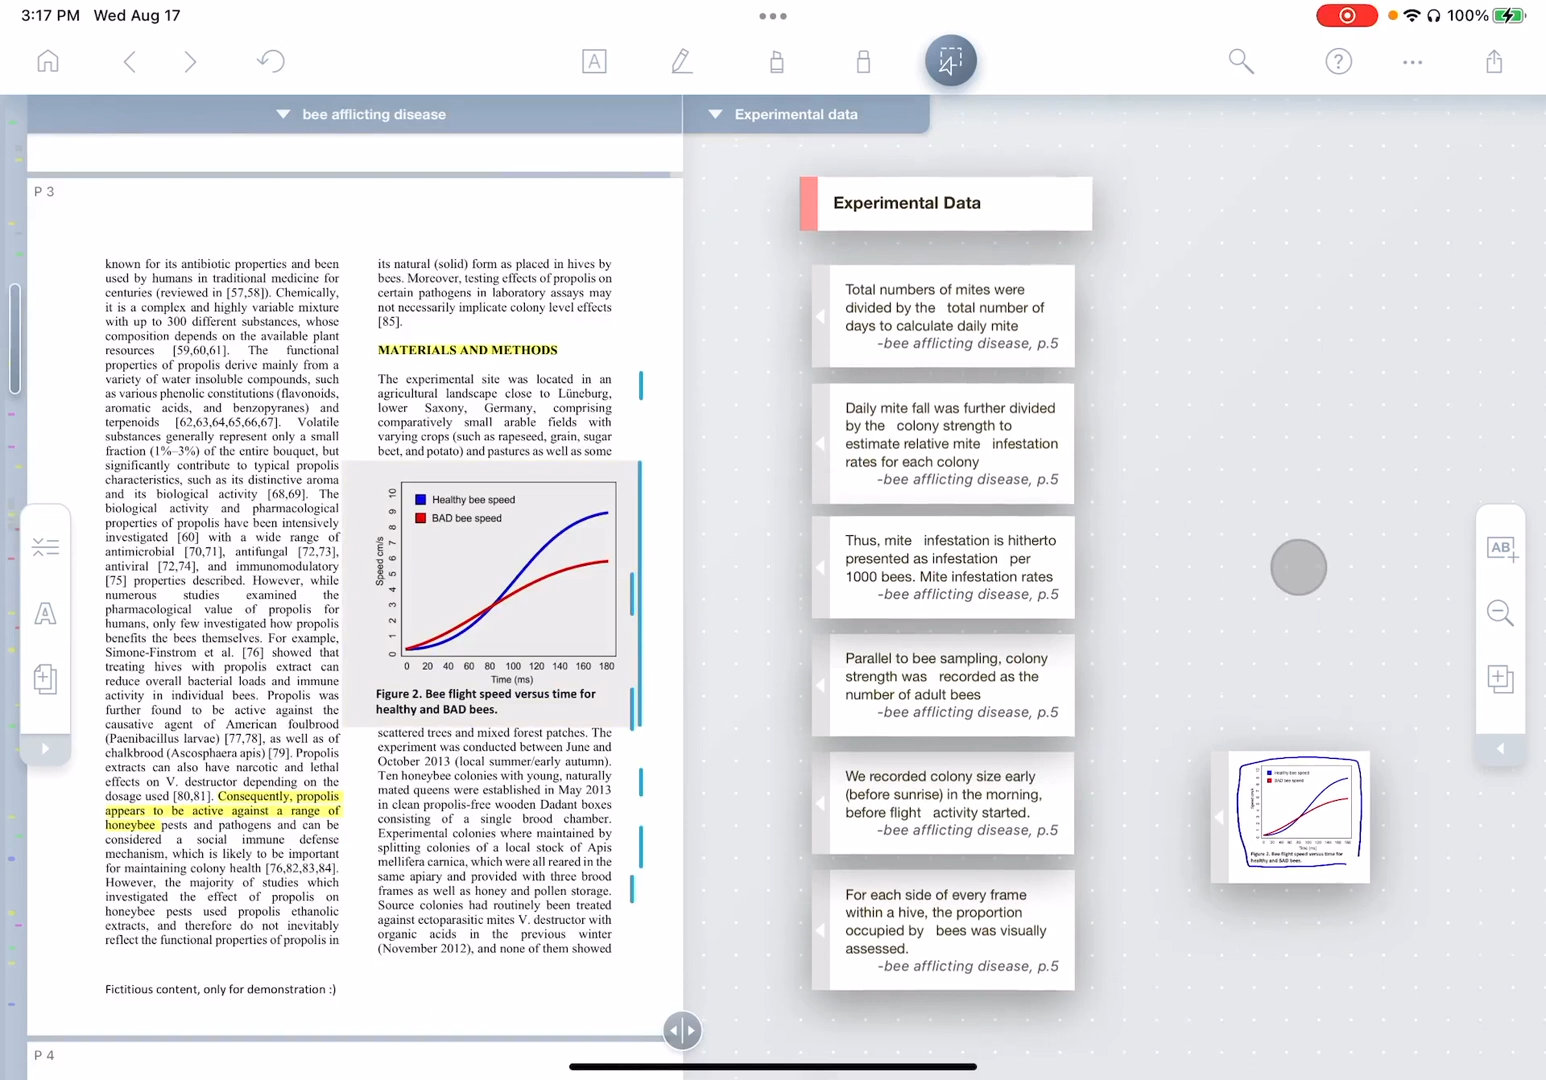 3:17 PM Wed Aug 17
100%
A
?
bee afflicting disease
Experimental data
P 3
known for its antibiotic properties and been
used by humans in traditional medicine for
centuries (reviewed in [57,58]). Chemically,
it is a complex and highly variable mixture
with up to 300 different substances, whose
composition depends on the available plant
resources [59,60,61]. The functional
properties of propolis derive mainly from a
variety of water insoluble compounds, such
as various phenolic constitutions (flavonoids,
aromatic acids, and benzopyranes) and
terpenoids [62,63,64,65,66,67]. Volatile
substances generally represent only a small
fraction (1%–3%) of the entire bouquet, but
significantly contribute to typical propolis
characteristics, such as its distinctive aroma
and its biological activity [68,69]. The
biological activity and pharmacological
properties of propolis have been intensively
investigated [60] with a wide range of
antimicrobial [70,71], antifungal [72,73],
antiviral [72,74], and immunomodulatory
[75] properties described. However, while
numerous studies examined the
pharmacological value of propolis for
humans, only few investigated how propolis
benefits the bees themselves. For example,
Simone-Finstrom et al. [76] showed that
treating hives with propolis extract can
reduce overall bacterial loads and immune
activity in individual bees. Propolis was
further found to be active against the
causative agent of American foulbrood
(Paenibacillus larvae) [77,78], as well as of
chalkbrood (Ascosphaera apis) [79]. Propolis
extracts can also have narcotic and lethal
effects on V. destructor depending on the
dosage used [80,81]. Consequently, propolis
appears to be active against a range of
honeybee pests and pathogens and can be
considered a social immune defense
mechanism, which is likely to be important
for maintaining colony health [76,82,83,84].
However, the majority of studies which
investigated the effect of propolis on
honeybee pests used propolis ethanolic
extracts, and therefore do not inevitably
reflect the functional properties of propolis in
its natural (solid) form as placed in hives by
bees. Moreover, testing effects of propolis on
certain pathogens in laboratory assays may
not necessarily implicate colony level effects
[85].
MATERIALS AND METHODS
The experimental site was located in an
agricultural landscape close to Lüneburg,
lower Saxony, Germany, comprising
comparatively small arable fields with
varying crops (such as rapeseed, grain, sugar
beet, and potato) and pastures as well as some
Healthy bee speed
BAD bee speed
Speed cm/s
0 1 2 3 4 5 6 7 8 9 10
0 20 40 60 80 100 120 140 160 180
Time (ms)
Figure 2. Bee flight speed versus time for
healthy and BAD bees.
scattered trees and mixed forest patches. The
experiment was conducted between June and
October 2013 (local summer/early autumn).
Ten honeybee colonies with young, naturally
mated queens were established in May 2013
in clean propolis-free wooden Dadant boxes
consisting of a single brood chamber.
Experimental colonies where maintained by
splitting colonies of a local stock of Apis
mellifera carnica, which were all reared in the
same apiary and provided with three brood
frames as well as honey and pollen storage.
Source colonies had routinely been treated
against ectoparasitic mites V. destructor with
organic acids in the previous winter
(November 2012), and none of them showed
Fictitious content, only for demonstration :)
P 4
A
Experimental Data
Total numbers of mites were
divided by the total number of
days to calculate daily mite
-bee afflicting disease, p.5
Daily mite fall was further divided
by the colony strength to
estimate relative mite infestation
rates for each colony
-bee afflicting disease, p.5
Thus, mite infestation is hitherto
presented as infestation per
1000 bees. Mite infestation rates
-bee afflicting disease, p.5
Parallel to bee sampling, colony
strength was recorded as the
number of adult bees
-bee afflicting disease, p.5
We recorded colony size early
(before sunrise) in the morning,
before flight activity started.
-bee afflicting disease, p.5
For each side of every frame
within a hive, the proportion
occupied by bees was visually
assessed.
-bee afflicting disease, p.5
AB
Healthy bee speed
BAD bee speed
Time (ms)
Figure 2. Bee flight speed versus time for
healthy and BAD bees.